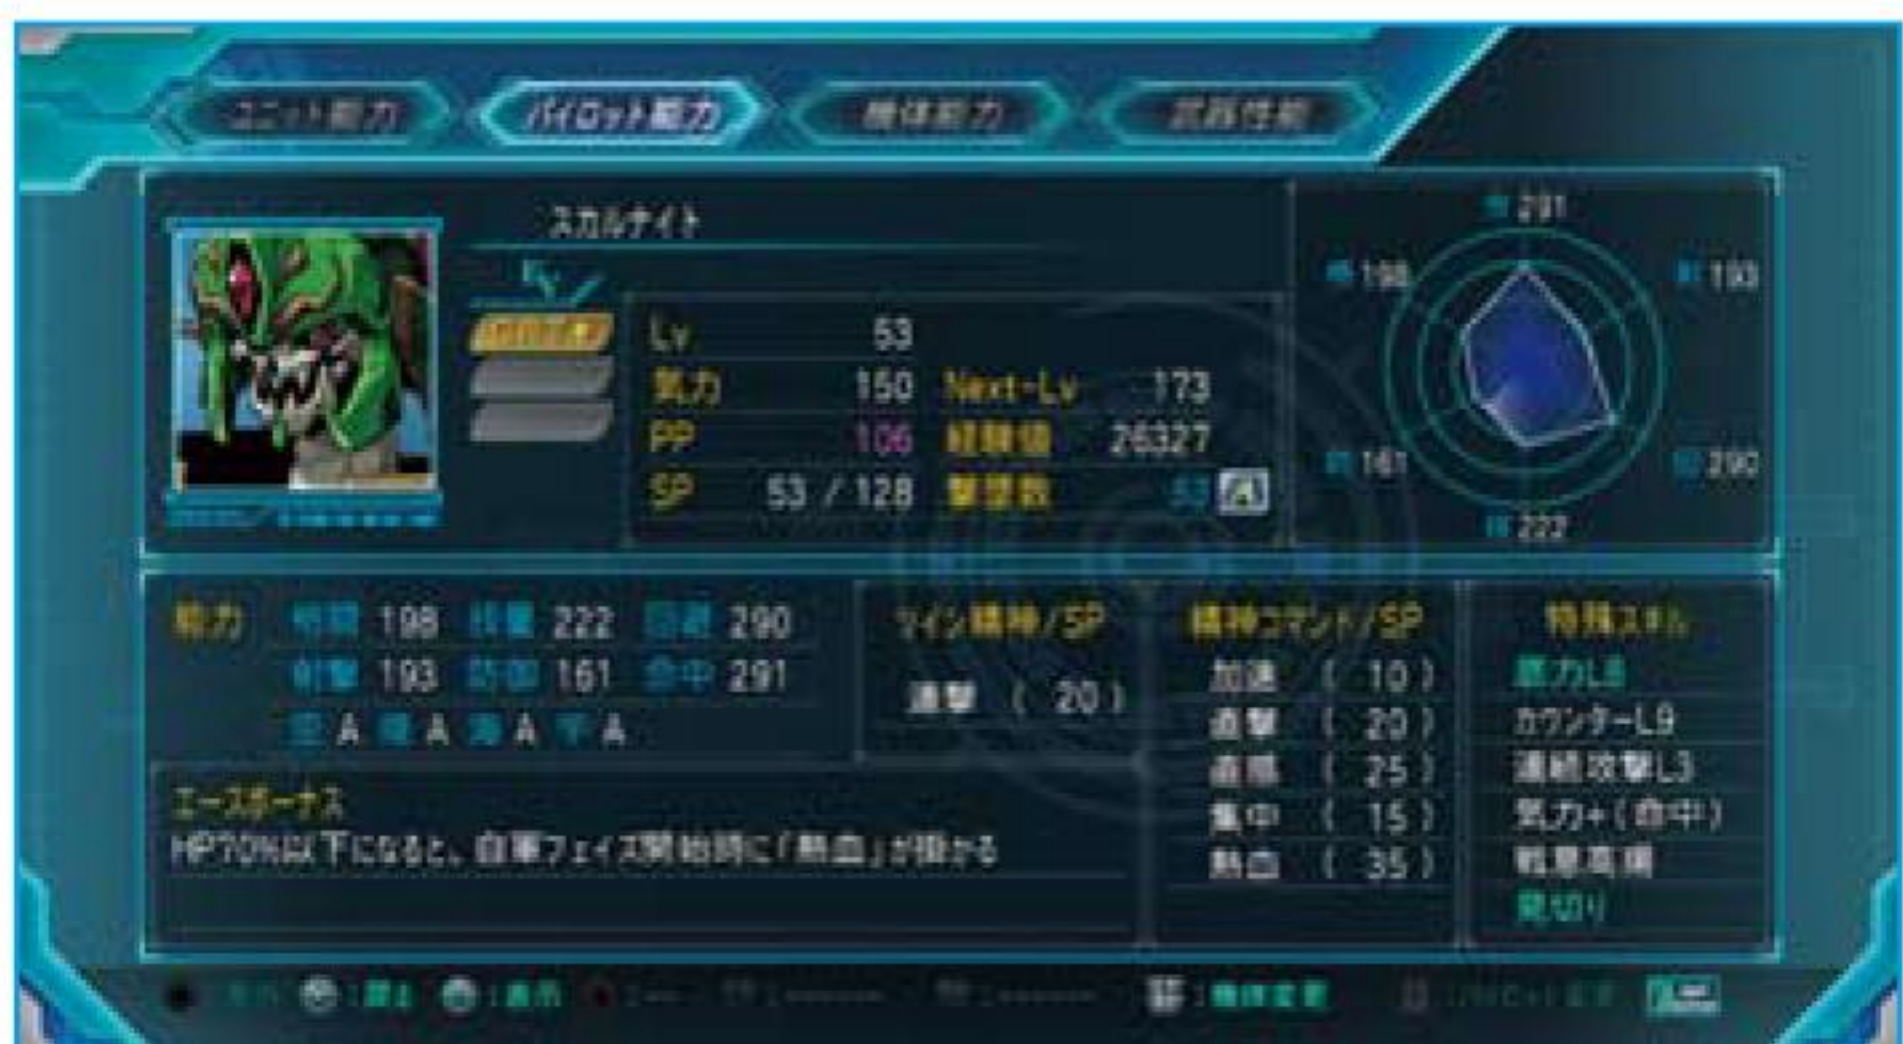 ユニット能力 パイロット能力 機体能力 武器性能
スカルナイト
Lv 53
気力 150 Next-Lv 173
PP 106 経験値 26327
SP 53 / 128 撃墜数
291
198 193
161 290
222
能力 格闘 198 技量 222 回避 290
射撃 193 防御 161 命中 291
空 A 陸 A 海 A 宇 A
ツイン精神/SP
( 20 )
精神コマンド/SP
加速 ( 10 )
直撃 ( 20 )
直感 ( 25 )
集中 ( 15 )
熱血 ( 35 )
特殊スキル
底力L8
カウンターL9
連続攻撃L3
気力+(命中)
戦意高揚
見切り
エースボーナス
HP70%以下になると、自軍フェイズ開始時に「熱血」が掛かる
:戻る :表示 :機体変更